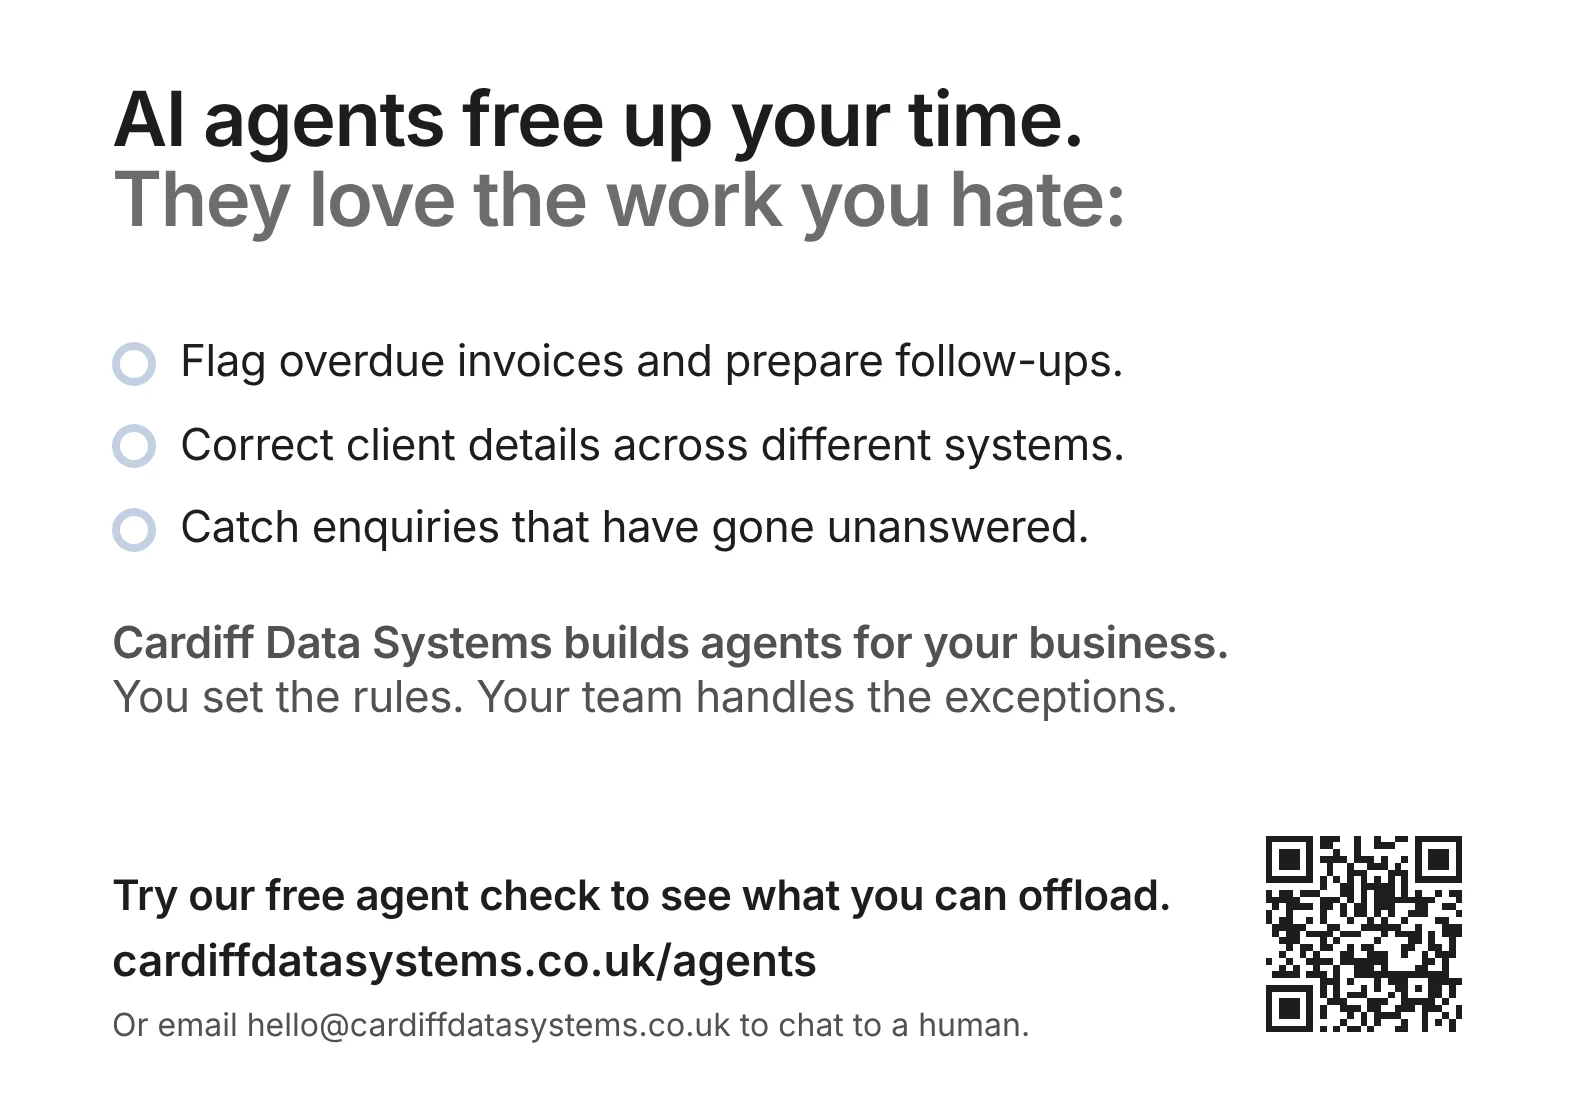 AI agents free up your time.
They love the work you hate:
Flag overdue invoices and prepare follow-ups.
Correct client details across different systems.
Catch enquiries that have gone unanswered.
Cardiff Data Systems builds agents for your business.
You set the rules. Your team handles the exceptions.
Try our free agent check to see what you can offload.
cardiffdatasystems.co.uk/agents
Or email hello@cardiffdatasystems.co.uk to chat to a human.